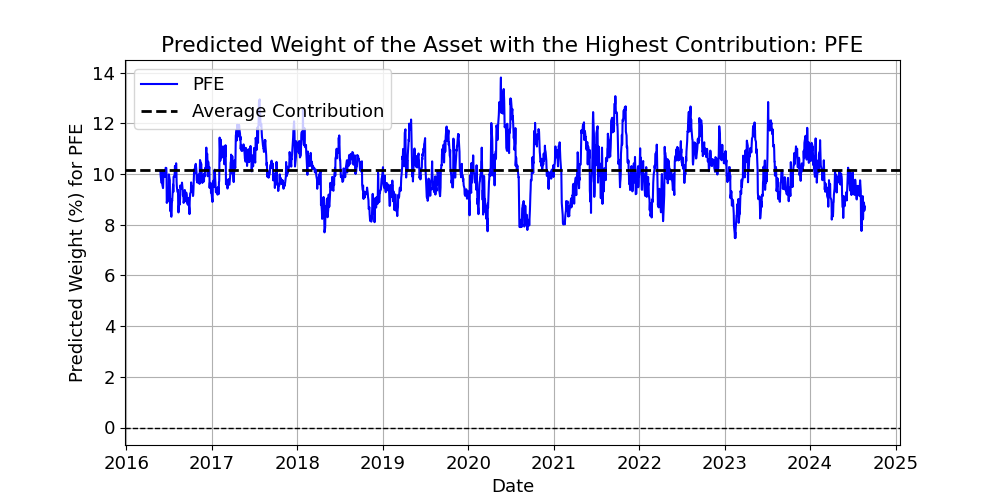 Predicted Weight of the Asset with the Highest Contribution: PFE
PFE
Average Contribution
Predicted Weight (%) for PFE
14
12
10
8
6
4
2
0
2016 2017 2018 2019 2020 2021 2022 2023 2024 2025
Date